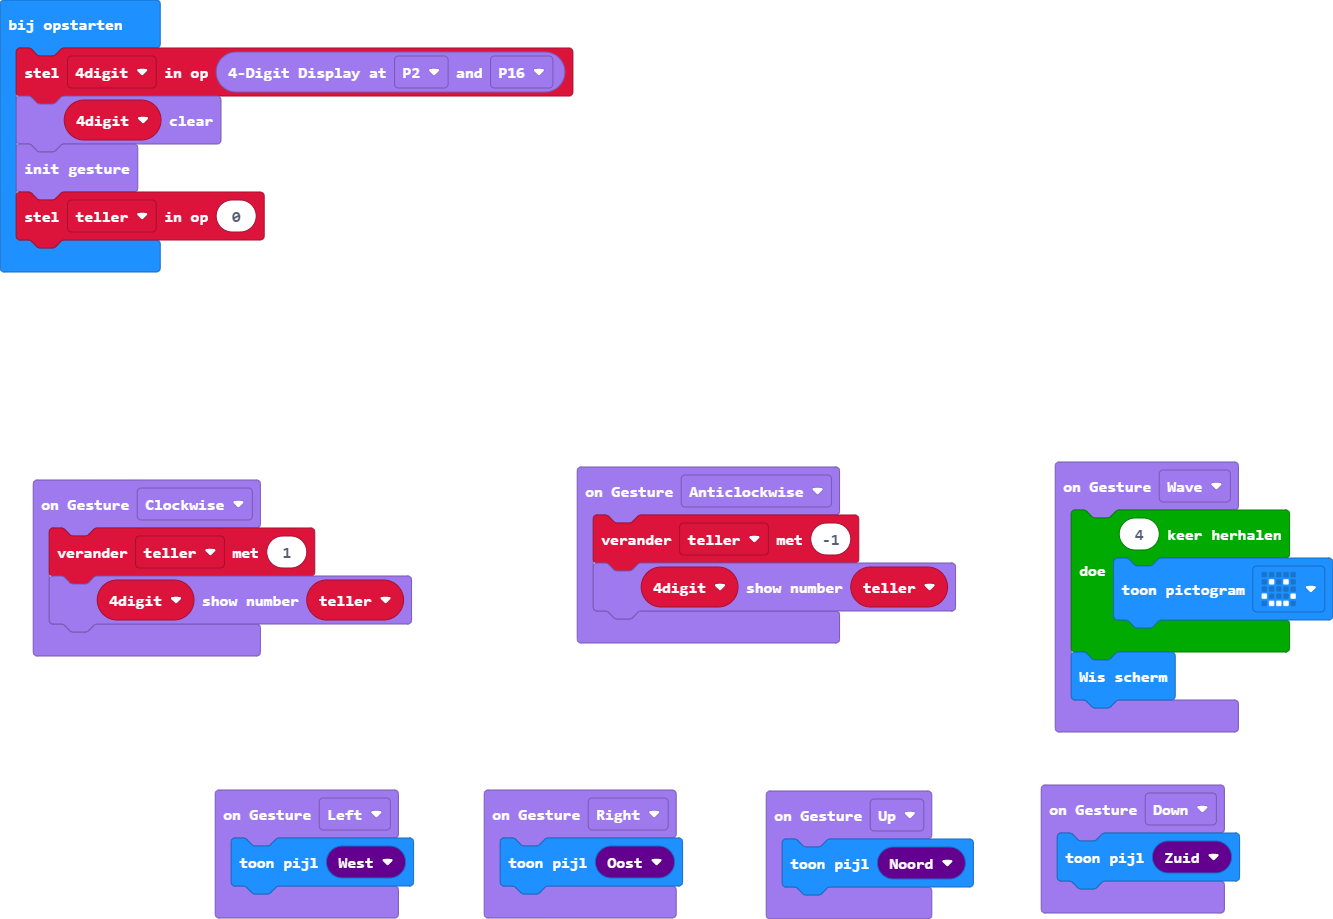 bij opstarten
stel 4digit in op 4-Digit Display at P2 and P16
4digit clear
init gesture
stel teller in op 0
on Gesture Clockwise
verander teller met 1
4digit show number teller
on Gesture Anticlockwise
verander teller met -1
4digit show number teller
on Gesture Wave
4 keer herhalen
doe
toon pictogram
Wis scherm
on Gesture Left
toon pijl West
on Gesture Right
toon pijl Oost
on Gesture Up
toon pijl Noord
on Gesture Down
toon pijl Zuid